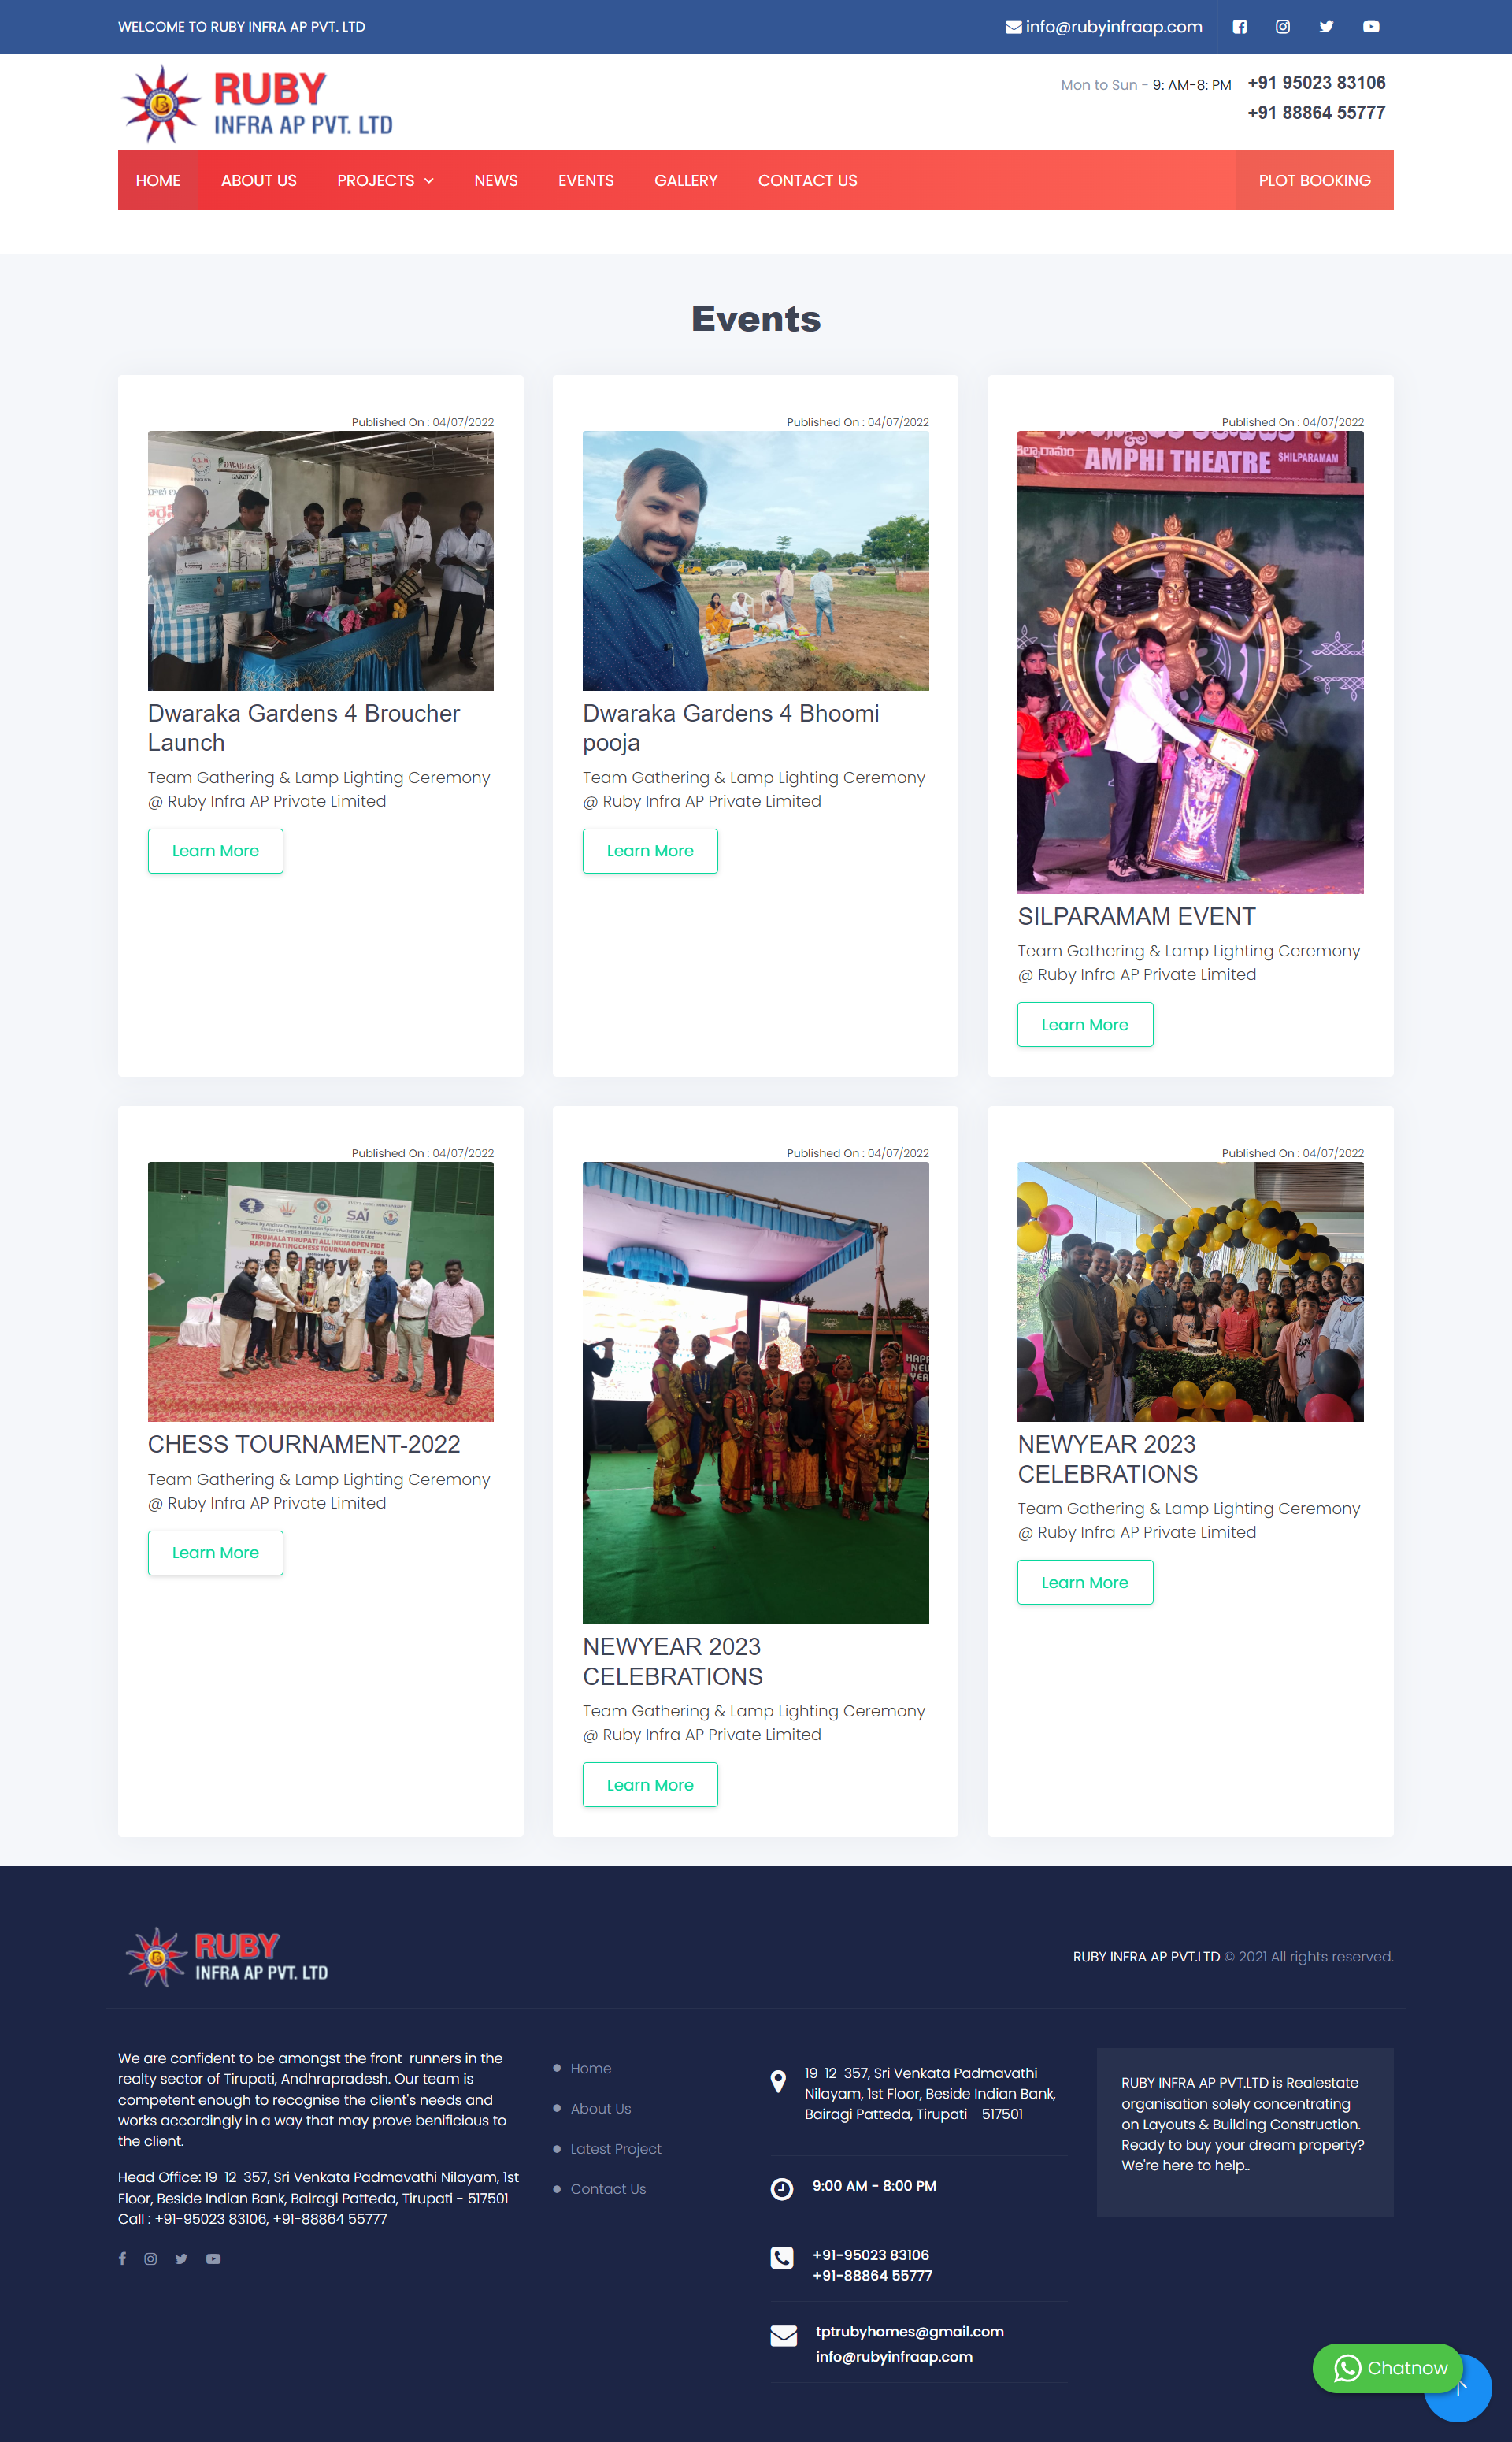 WELCOME TO RUBY INFRA AP PVT. LTD
info@rubyinfraap.com
RUBY
INFRA AP PVT. LTD
Mon to Sun - 9: AM-8: PM
+91 95023 83106
+91 88864 55777
HOME ABOUT US PROJECTS NEWS EVENTS GALLERY CONTACT US PLOT BOOKING
Events
Published On : 04/07/2022
DWARAKA
Dwaraka Gardens 4 Broucher
Launch
Team Gathering & Lamp Lighting Ceremony
@ Ruby Infra AP Private Limited
Learn More
Published On : 04/07/2022
Dwaraka Gardens 4 Bhoomi
pooja
Team Gathering & Lamp Lighting Ceremony
@ Ruby Infra AP Private Limited
Learn More
Published On : 04/07/2022
AMPHI THEATRE SHILPARAMAM
SILPARAMAM EVENT
Team Gathering & Lamp Lighting Ceremony
@ Ruby Infra AP Private Limited
Learn More
Published On : 04/07/2022
SAAP
SAI
TIRUMALA TIRUPATI ALL INDIA OPEN FIDE
RAPID RATING CHESS TOURNAMENT-2022
CHESS TOURNAMENT-2022
Team Gathering & Lamp Lighting Ceremony
@ Ruby Infra AP Private Limited
Learn More
Published On : 04/07/2022
NEWYEAR 2023
CELEBRATIONS
Team Gathering & Lamp Lighting Ceremony
@ Ruby Infra AP Private Limited
Learn More
Published On : 04/07/2022
NEWYEAR 2023
CELEBRATIONS
Team Gathering & Lamp Lighting Ceremony
@ Ruby Infra AP Private Limited
Learn More
RUBY
INFRA AP PVT. LTD
RUBY INFRA AP PVT.LTD © 2021 All rights reserved.
We are confident to be amongst the front-runners in the
realty sector of Tirupati, Andhrapradesh. Our team is
competent enough to recognise the client's needs and
works accordingly in a way that may prove benificious to
the client.
Head Office: 19-12-357, Sri Venkata Padmavathi Nilayam, 1st
Floor, Beside Indian Bank, Bairagi Patteda, Tirupati - 517501
Call : +91-95023 83106, +91-88864 55777
Home
About Us
Latest Project
Contact Us
19-12-357, Sri Venkata Padmavathi
Nilayam, 1st Floor, Beside Indian Bank,
Bairagi Patteda, Tirupati - 517501
9:00 AM - 8:00 PM
+91-95023 83106
+91-88864 55777
tptrubyhomes@gmail.com
info@rubyinfraap.com
RUBY INFRA AP PVT.LTD is Realestate
organisation solely concentrating
on Layouts & Building Construction.
Ready to buy your dream property?
We're here to help..
Chatnow